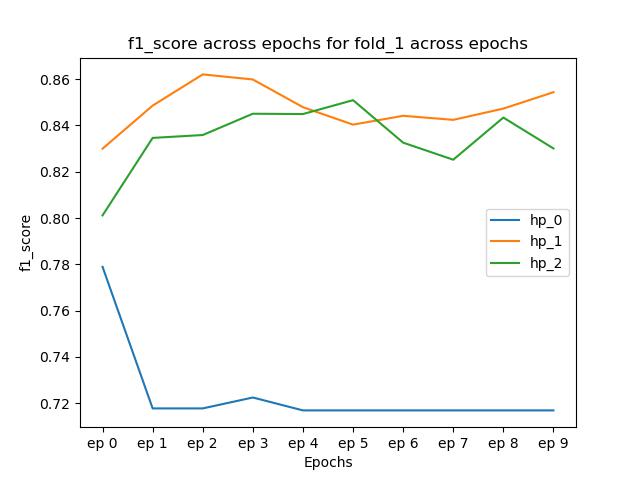 f1_score across epochs for fold_1 across epochs
f1_score
0.86
0.84
0.82
0.80
0.78
0.76
0.74
0.72
hp_0
hp_1
hp_2
ep 0 ep 1 ep 2 ep 3 ep 4 ep 5 ep 6 ep 7 ep 8 ep 9
Epochs